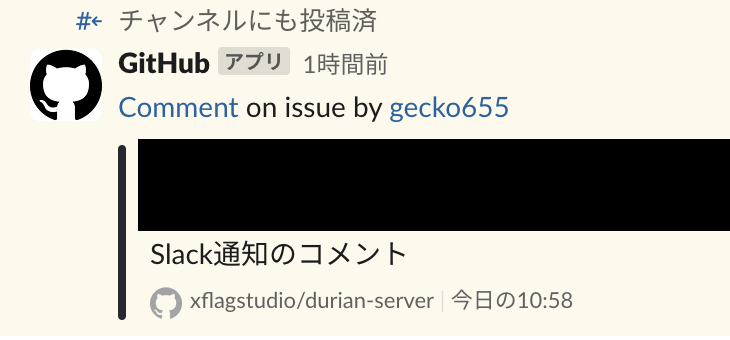 #← チャンネルにも投稿済
GitHub アプリ 1時間前
Comment on issue by gecko655
Slack通知のコメント
xflagstudio/durian-server | 今日の10:58